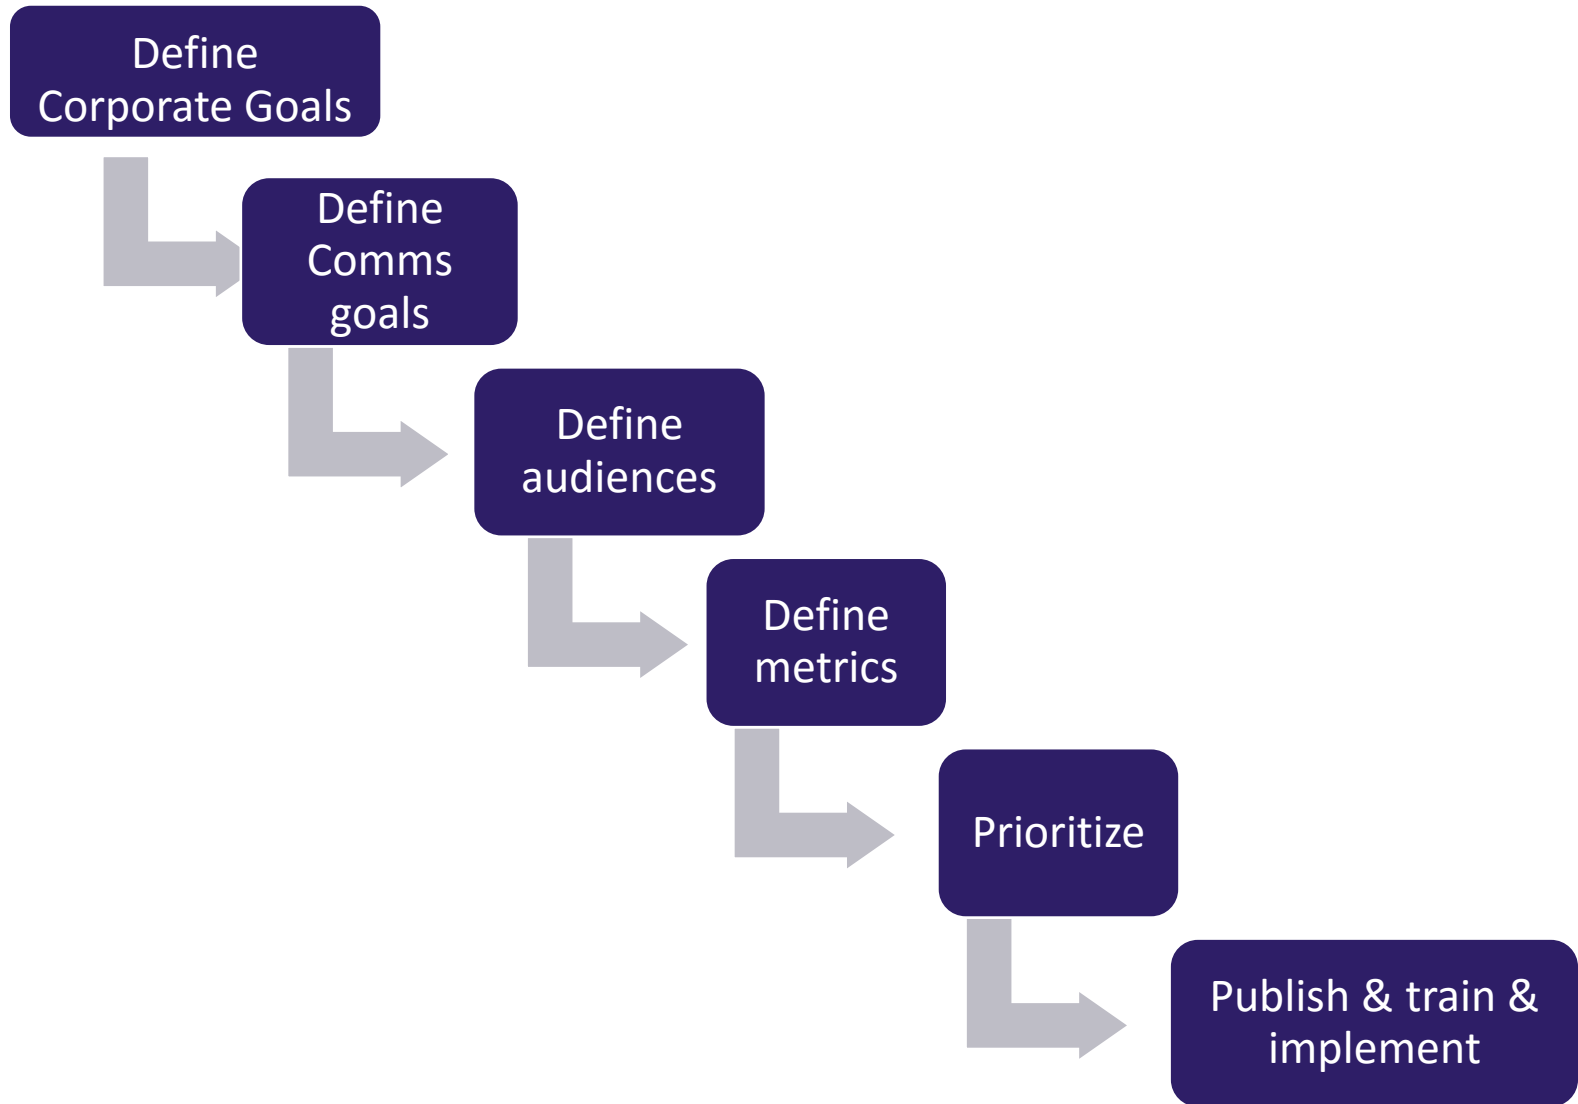 Define
Corporate Goals
Define
Comms
goals
Define
audiences
Define
metrics
Prioritize
Publish & train &
implement